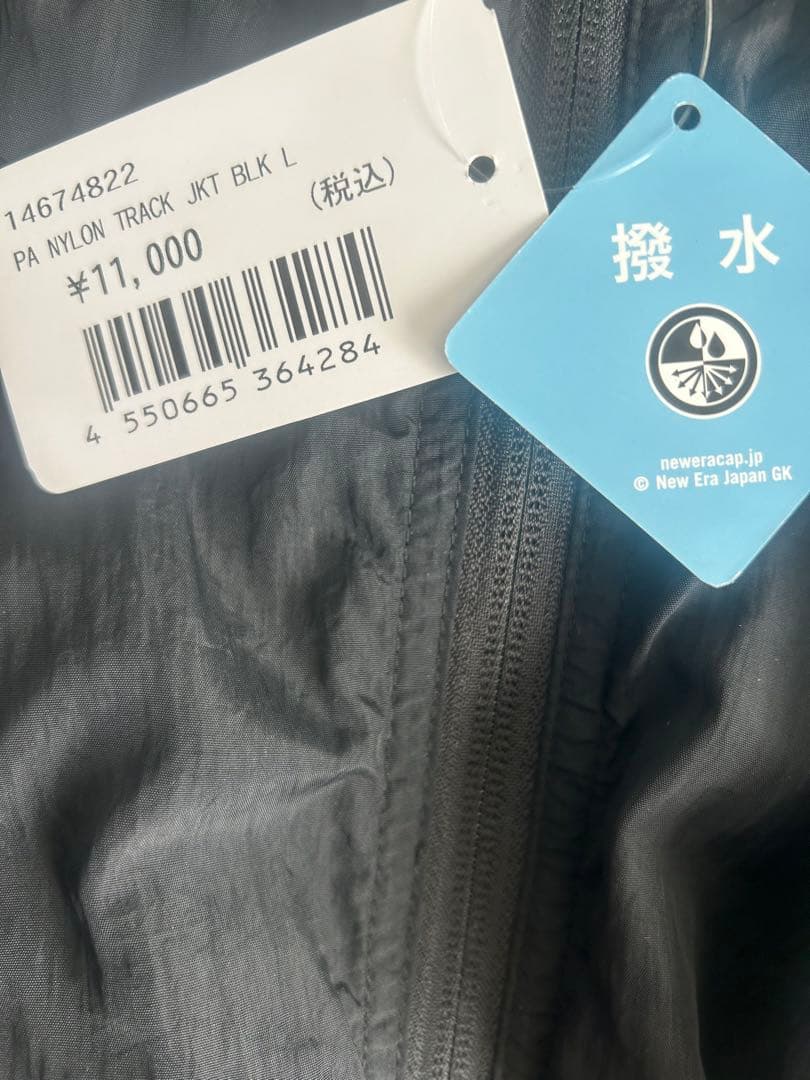 14674822
PA NYLON TRACK JKT BLK L
¥11,000 (税込)
4 550665 364284
撥水
neweracap.jp
© New Era Japan GK